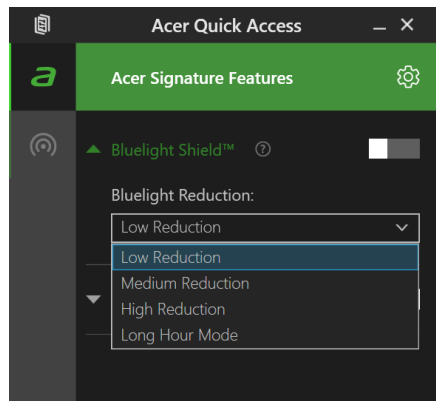 Acer Quick Access
Acer Signature Features
Bluelight Shield™
Bluelight Reduction:
Low Reduction
Low Reduction
Medium Reduction
High Reduction
Long Hour Mode